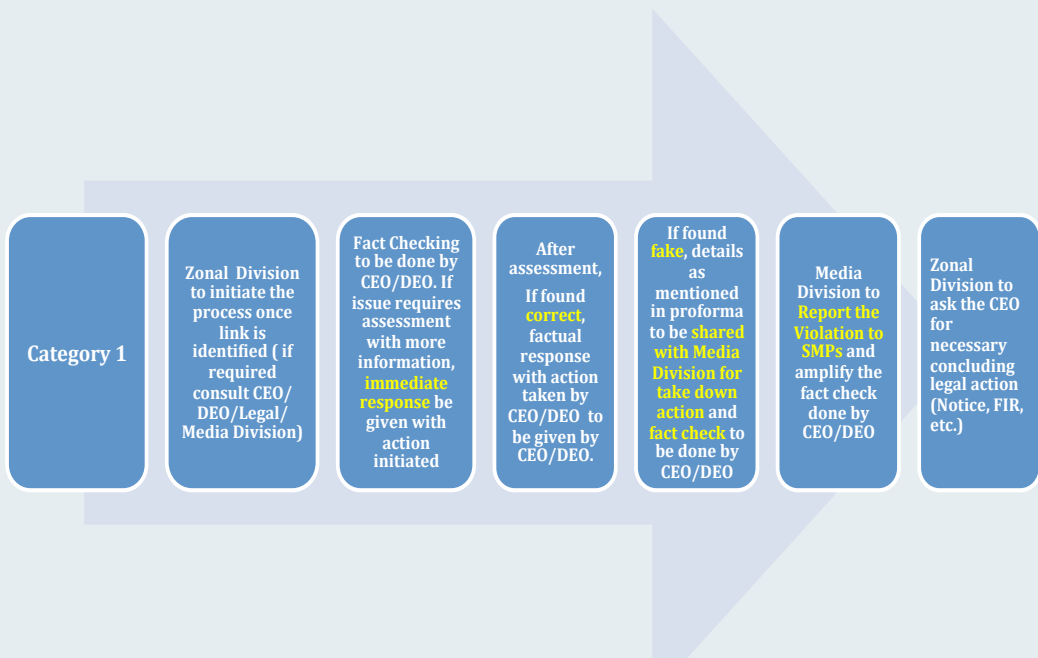 Category 1
Zonal Division
to initiate the
process once
link is
identified ( if
required
consult CEO/
DEO/Legal/
Media Division)
Fact Checking
to be done by
CEO/DEO. If
issue requires
assessment
with more
information,
immediate
response be
given with
action
initiated
After
assessment,
If found
correct,
factual
response
with action
taken by
CEO/DEO to
be given by
CEO/DEO.
If found
fake, details
as
mentioned
in proforma
to be shared
with Media
Division for
take down
action and
fact check to
be done by
CEO/DEO
Media
Division to
Report the
Violation to
SMPs and
amplify the
fact check
done by
CEO/DEO
Zonal
Division to
ask the CEO
for
necessary
concluding
legal action
(Notice, FIR,
etc.)